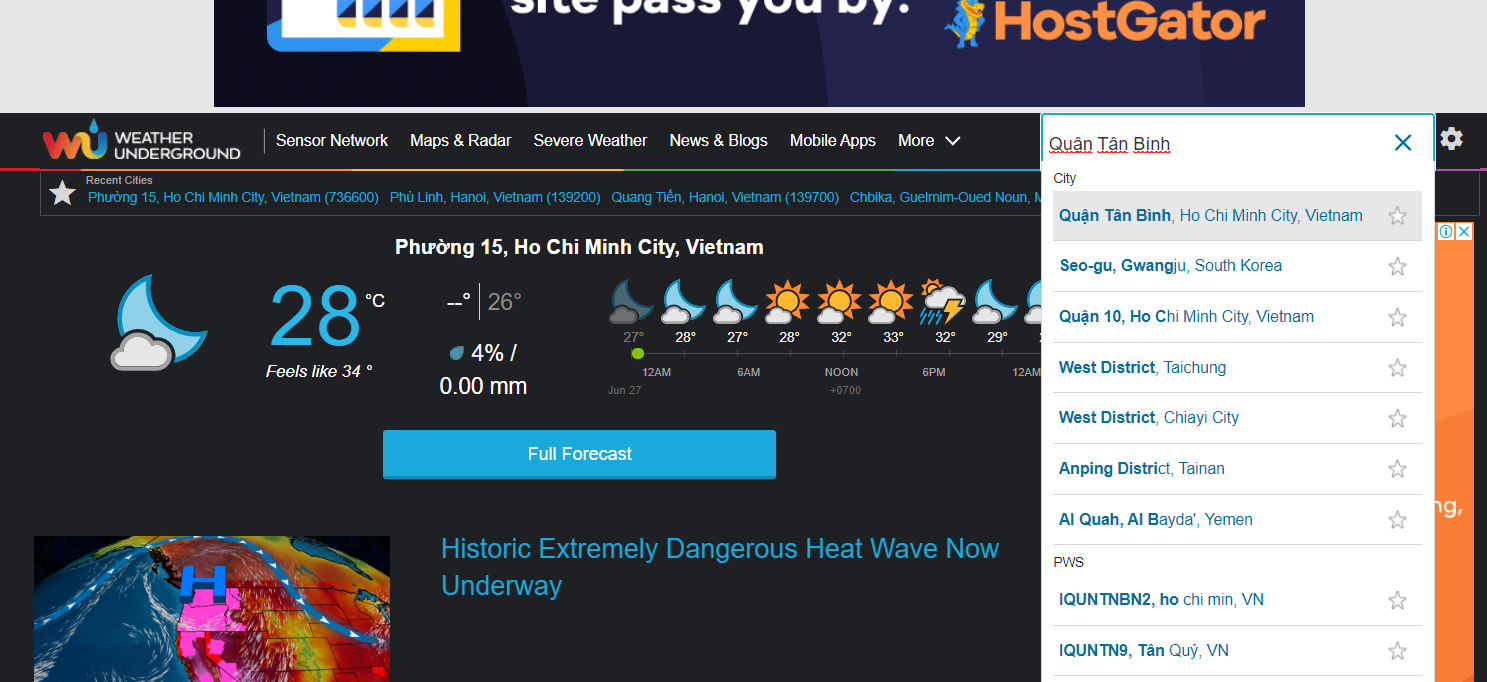 site pass you by.
HostGator
WEATHER
UNDERGROUND
Sensor Network
Maps & Radar
Severe Weather
News & Blogs
Mobile Apps
More
Quận Tân Bình
Recent Cities
Phường 15, Ho Chi Minh City, Vietnam (736600)
Phù Linh, Hanoi, Vietnam (139200)
Quang Tiến, Hanoi, Vietnam (139700)
Chbika, Guelmim-Oued Noun, M
Phường 15, Ho Chi Minh City, Vietnam
28 °C
Feels like 34 °
--° 26°
4% /
0.00 mm
27° 28° 27° 28° 32° 33° 32° 29°
12AM 6AM NOON 6PM 12AM
Jun 27 +0700
Full Forecast
H
Historic Extremely Dangerous Heat Wave Now
Underway
City
Quận Tân Bình, Ho Chi Minh City, Vietnam
Seo-gu, Gwangju, South Korea
Quận 10, Ho Chi Minh City, Vietnam
West District, Taichung
West District, Chiayi City
Anping District, Tainan
Al Quah, Al Bayda', Yemen
PWS
IQUNTNBN2, ho chi min, VN
IQUNTN9, Tân Quý, VN
ng,